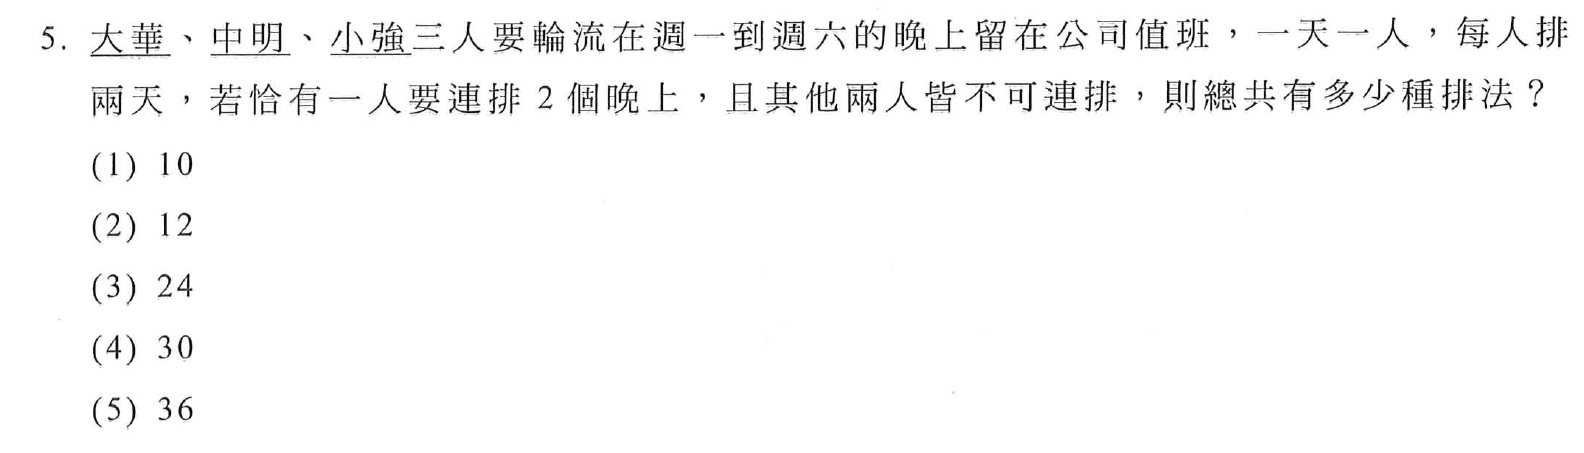 5. 大華、中明、小強三人要輪流在週一到週六的晚上留在公司值班，一天一人，每人排
兩天，若恰有一人要連排 2 個晚上，且其他兩人皆不可連排，則總共有多少種排法？
(1) 10
(2) 12
(3) 24
(4) 30
(5) 36